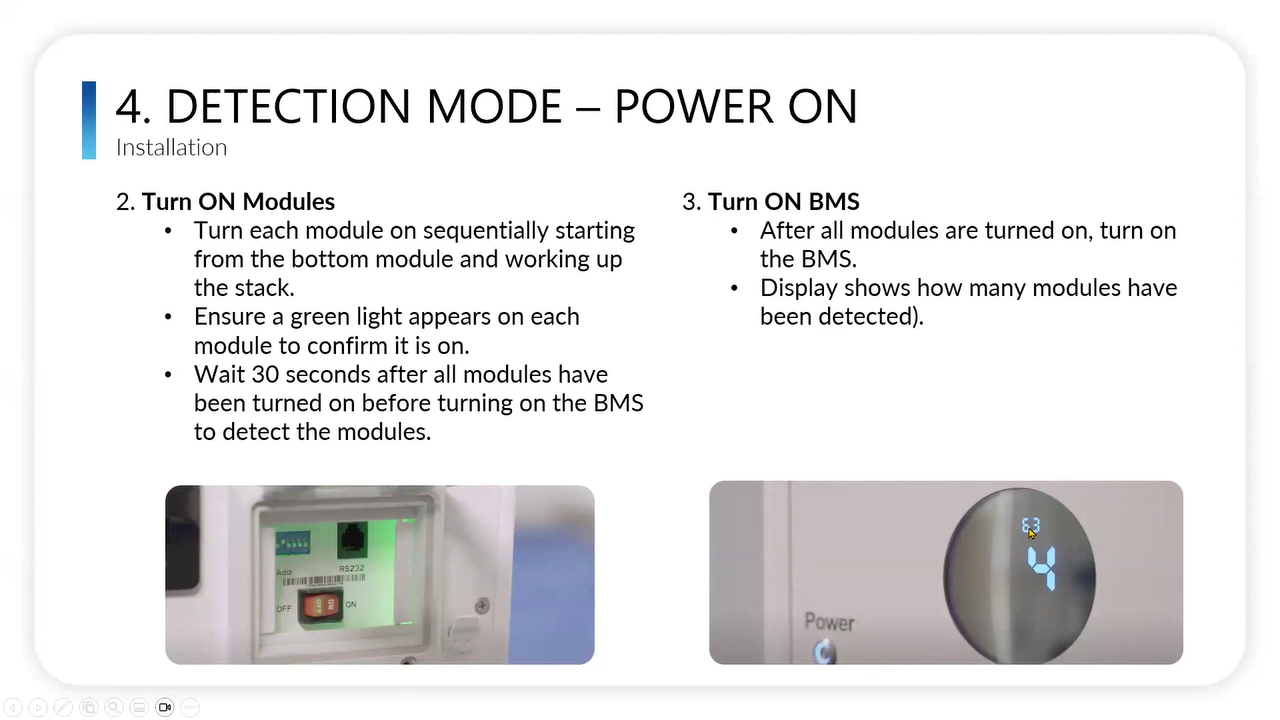 4. DETECTION MODE – POWER ON
Installation
2. Turn ON Modules
• Turn each module on sequentially starting
from the bottom module and working up
the stack.
• Ensure a green light appears on each
module to confirm it is on.
• Wait 30 seconds after all modules have
been turned on before turning on the BMS
to detect the modules.
3. Turn ON BMS
• After all modules are turned on, turn on
the BMS.
• Display shows how many modules have
been detected).
Addr
RS232
OFF
OFF
ON
ON
63
4
Power